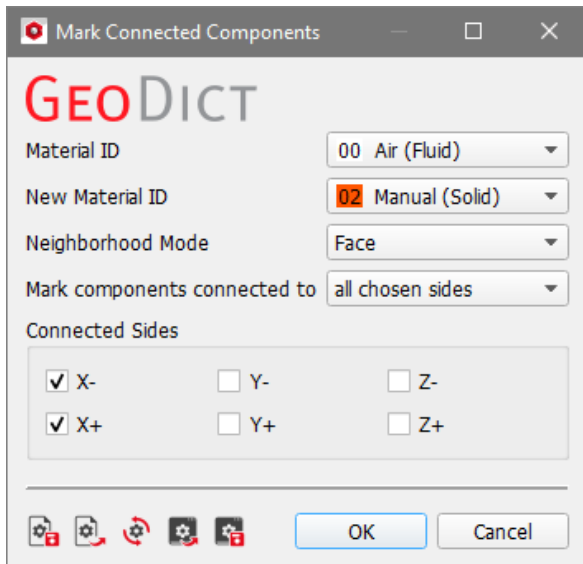 Mark Connected Components
GEODICT
Material ID
00 Air (Fluid)
New Material ID
02 Manual (Solid)
Neighborhood Mode
Face
Mark components connected to
all chosen sides
Connected Sides
X-
Y-
Z-
X+
Y+
Z+
OK
Cancel